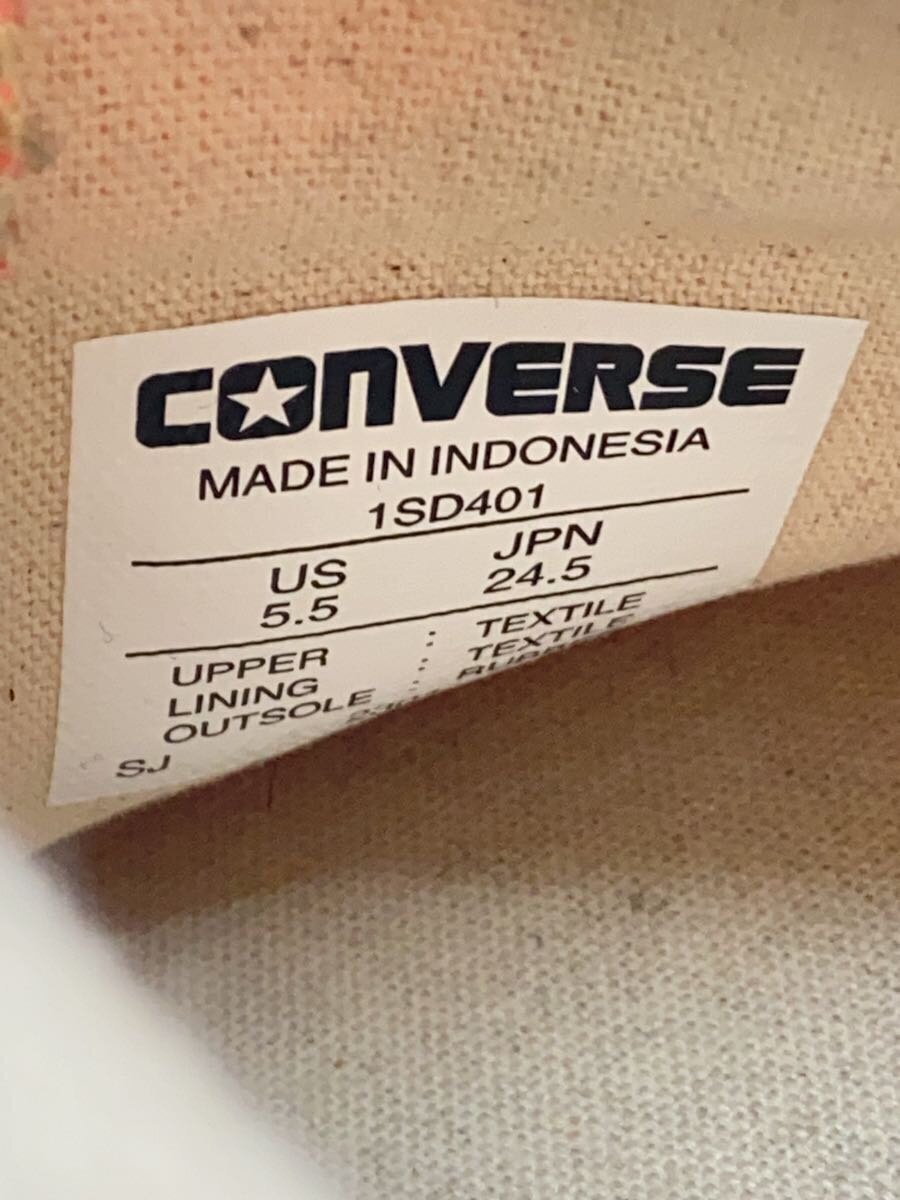 CONVERSE
MADE IN INDONESIA
1SD401
US JPN
5.5 24.5
UPPER : TEXTILE
LINING : TEXTILE
OUTSOLE :
SJ